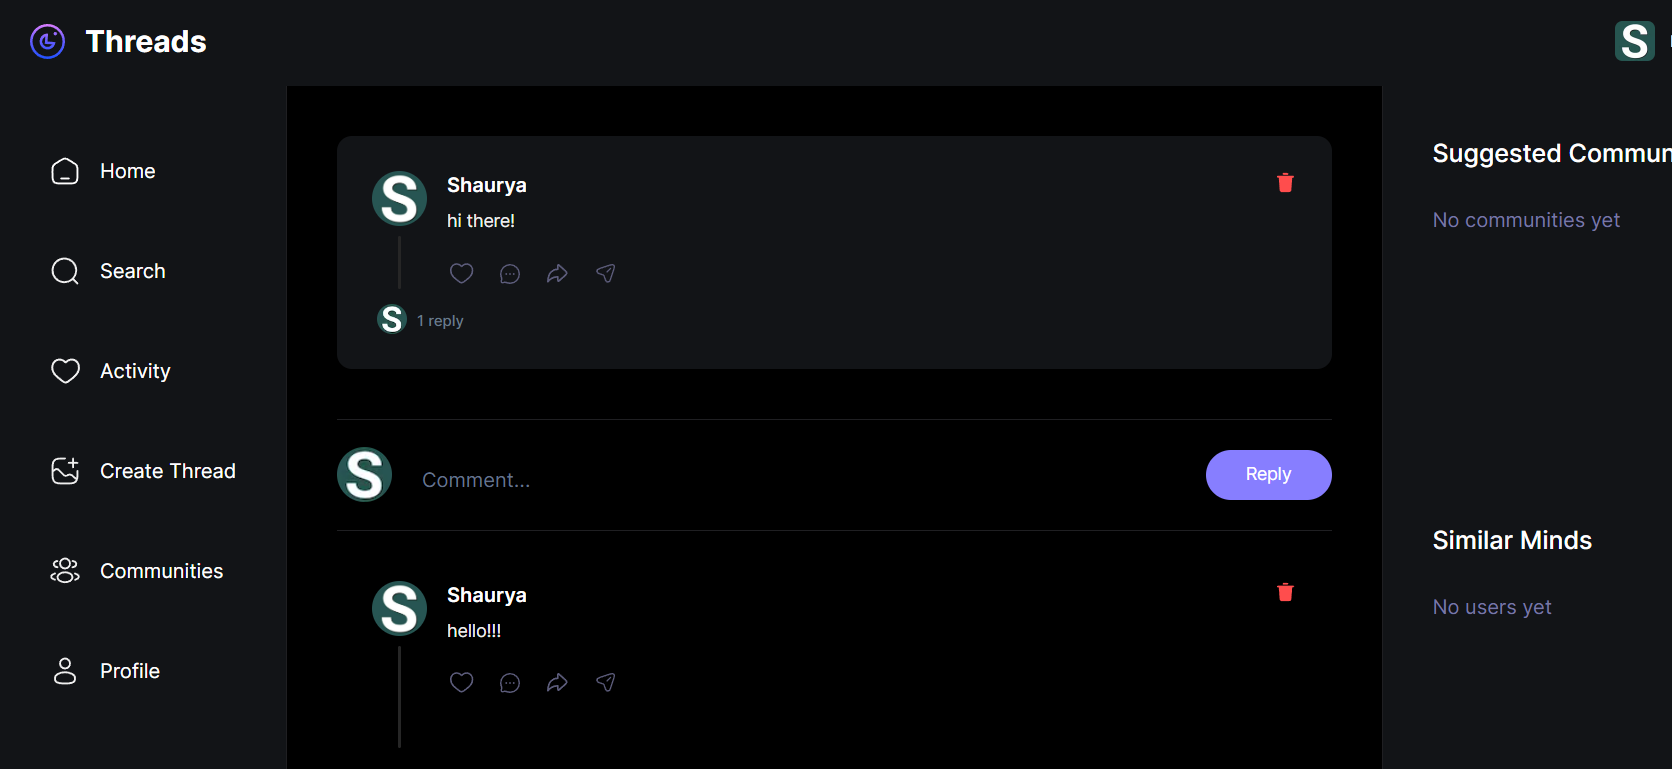 Threads
S
Home
Search
Activity
Create Thread
Communities
Profile
S
Shaurya
hi there!
S
1 reply
S
Comment...
Reply
S
Shaurya
hello!!!
Suggested
No communities yet
Similar Minds
No users yet